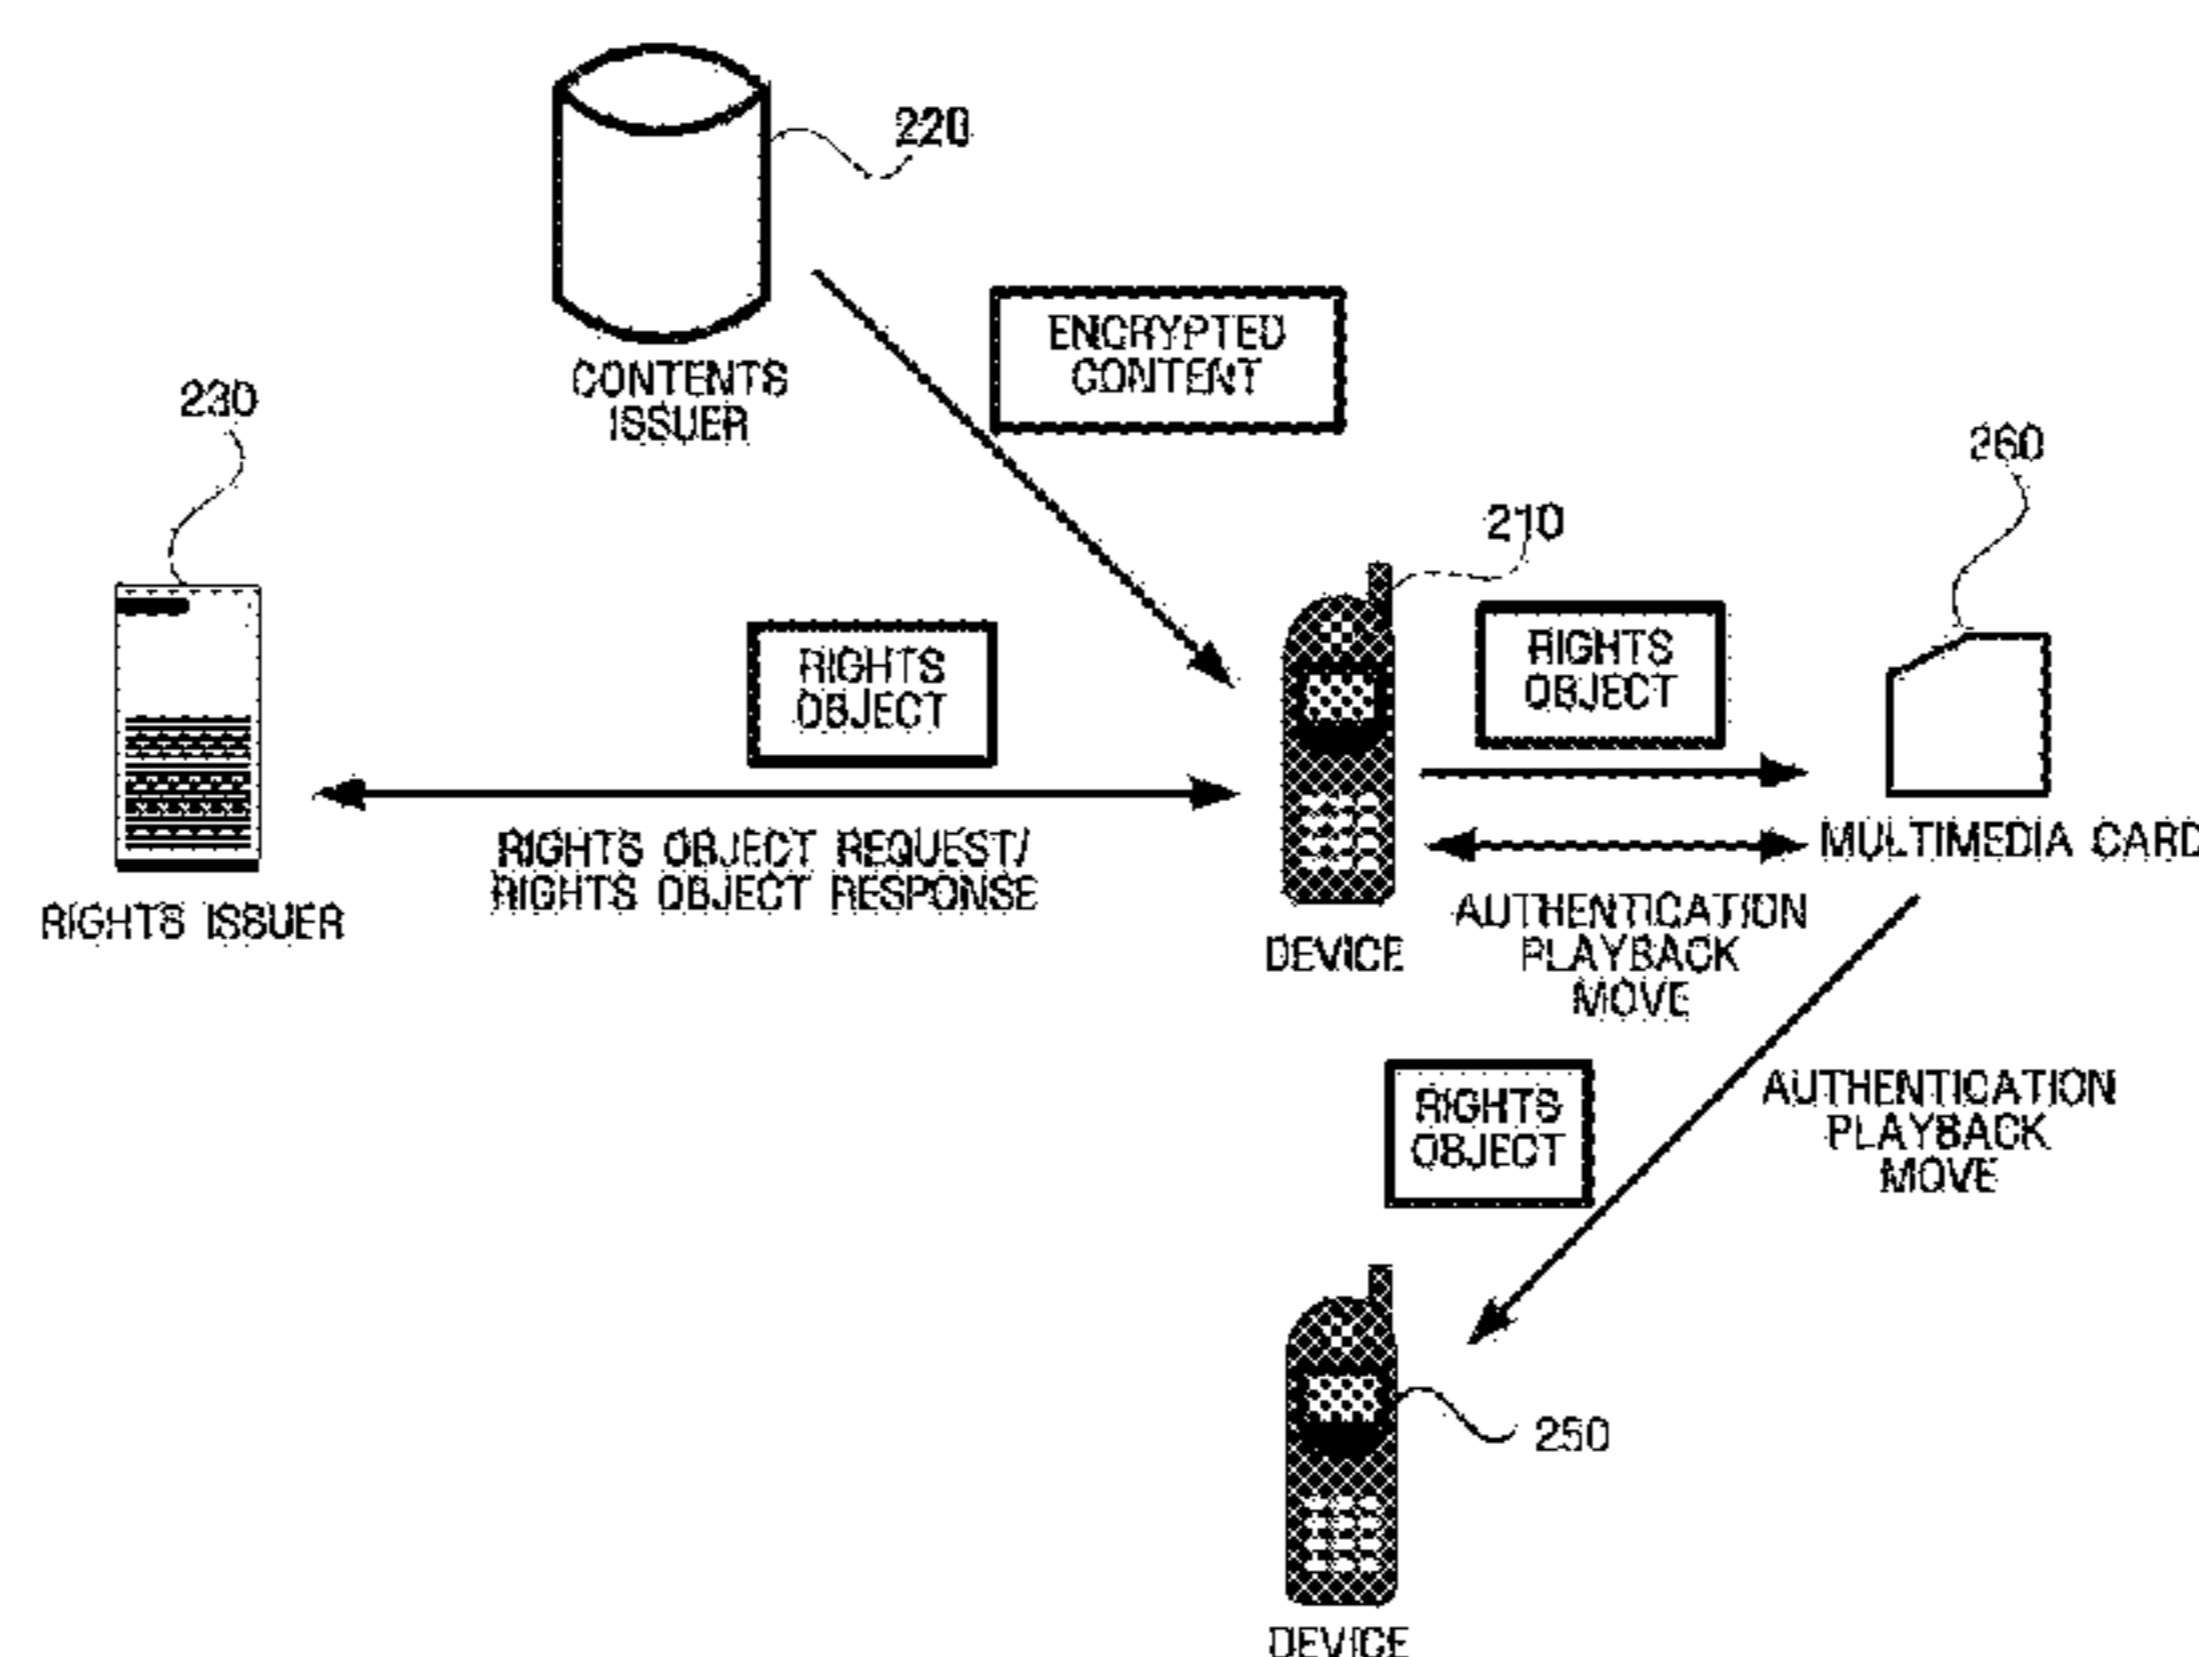 220
CONTENTS
ISSUER
ENCRYPTED
CONTENT
230
RIGHTS ISSUER
RIGHTS
OBJECT
RIGHTS OBJECT REQUEST/
RIGHTS OBJECT RESPONSE
210
DEVICE
RIGHTS
OBJECT
260
MULTIMEDIA CARD
AUTHENTICATION
PLAYBACK
MOVE
RIGHTS
OBJECT
AUTHENTICATION
PLAYBACK
MOVE
250
DEVICE